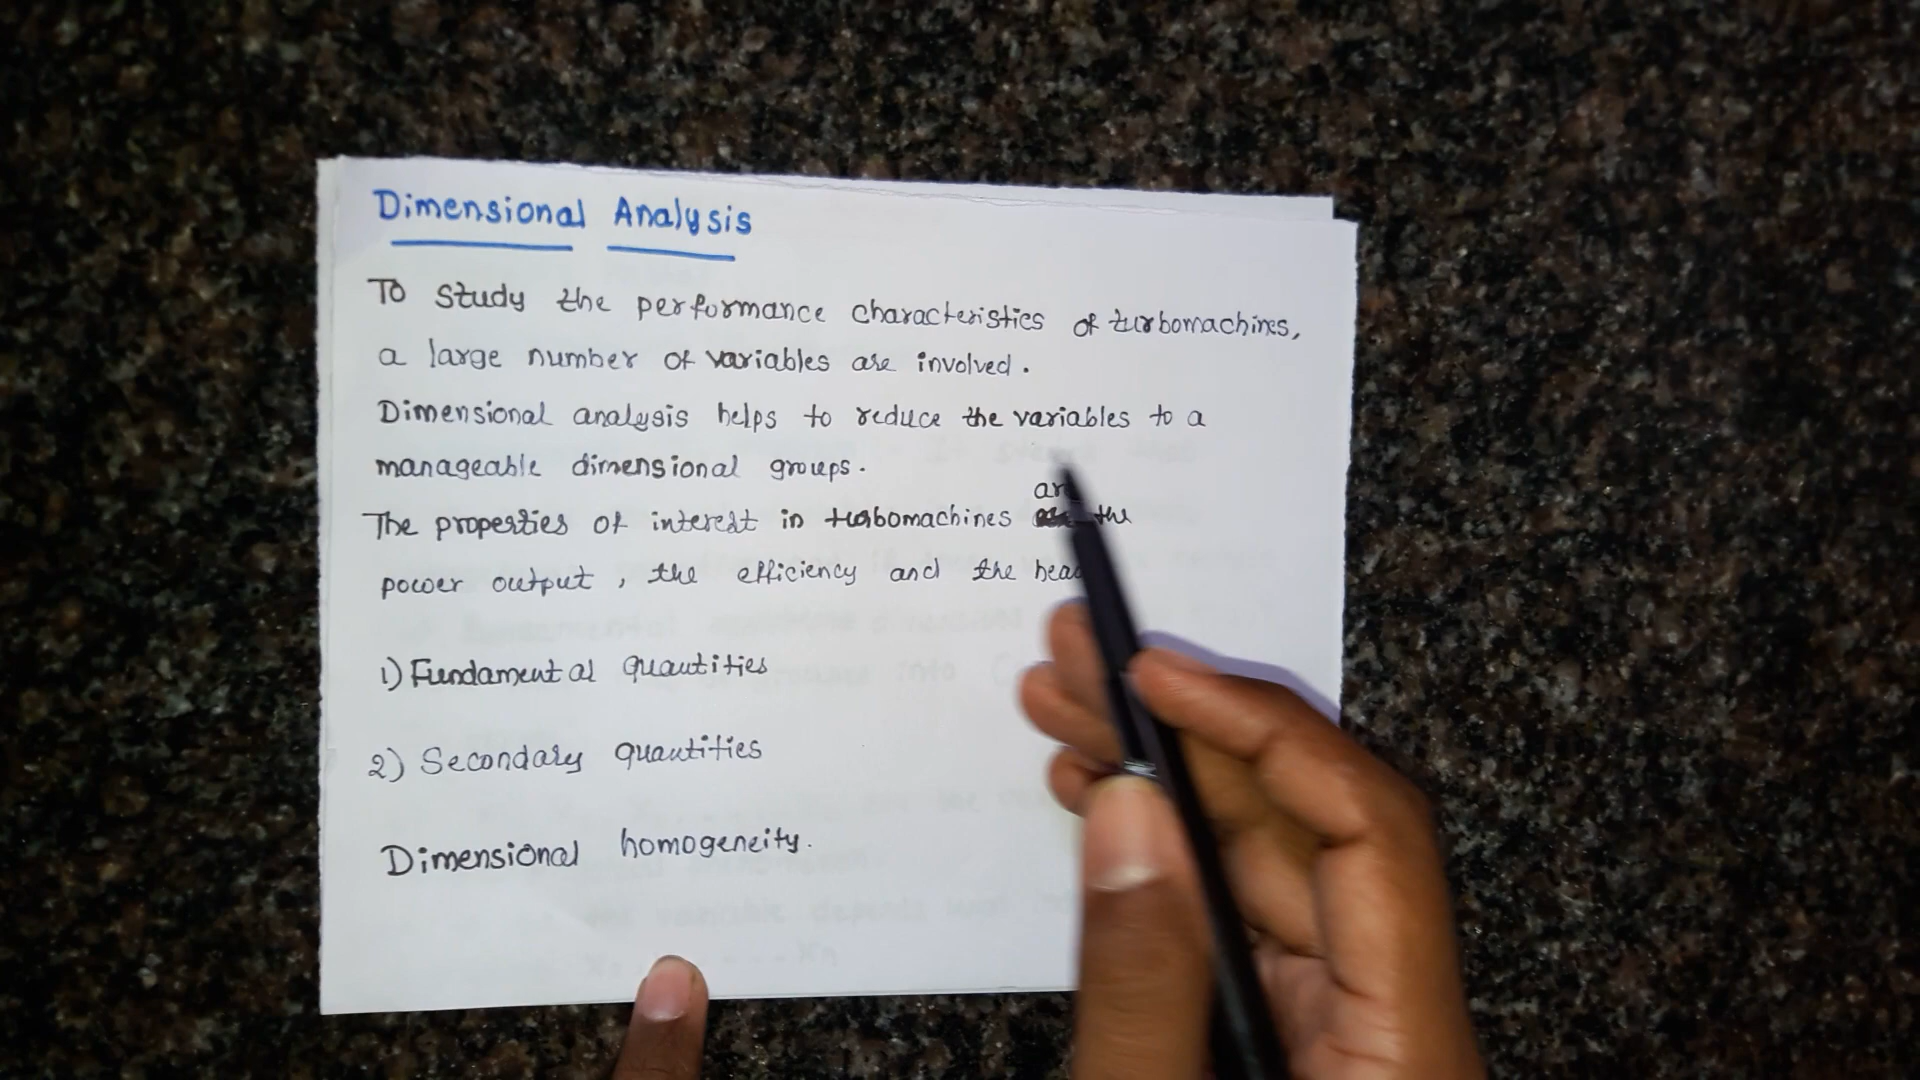 Dimensional Analysis
To study the performance characteristics of turbomachines,
a large number of variables are involved.
Dimensional analysis helps to reduce the variables to a
manageable dimensional groups.
The properties of interest in turbomachines the
power output, the efficiency and the
1) Fundamental quantities
2) Secondary quantities
Dimensional homogeneity.